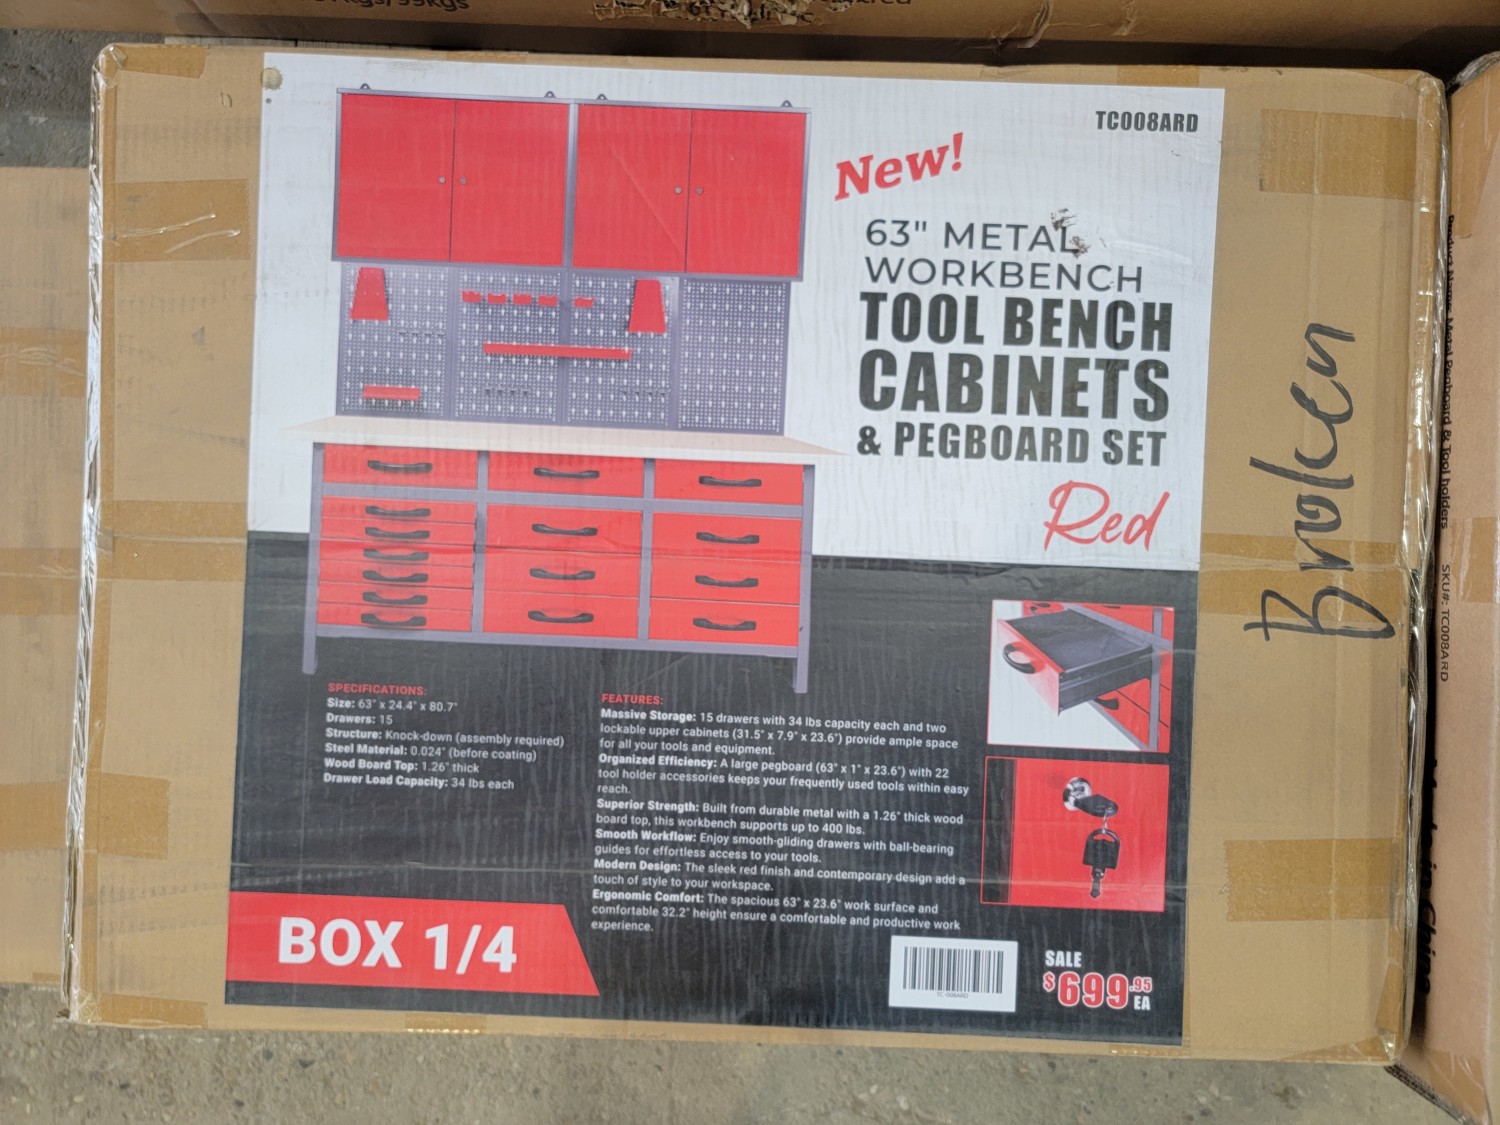 TC008ARD
New!
63" METAL
WORKBENCH
TOOL BENCH
CABINETS
& PEGBOARD SET
Red
SPECIFICATIONS:
Size: 63" x 24.4" x 80.7"
Drawers: 15
Structure: Knock-down (assembly required)
Steel Material: 0.024" (before coating)
Wood Board Top: 1.26" thick
Drawer Load Capacity: 34 lbs each
FEATURES:
Massive Storage: 15 drawers with 34 lbs capacity each and two
lockable upper cabinets (31.5" x 7.9" x 23.6") provide ample space
for all your tools and equipment.
Organized Efficiency: A large pegboard (63" x 1" x 23.6") with 22
tool holder accessories keeps your frequently used tools within easy
reach.
Superior Strength: Built from durable metal with a 1.26" thick wood
board top, this workbench supports up to 400 lbs.
Smooth Workflow: Enjoy smooth-gliding drawers with ball-bearing
guides for effortless access to your tools.
Modern Design: The sleek red finish and contemporary design add a
touch of style to your workspace.
Ergonomic Comfort: The spacious 63" x 23.6" work surface and
comfortable 32.2" height ensure a comfortable and productive work
experience.
BOX 1/4
TC-008ARD
SALE
$699.95
EA
Broken
Metal Pegboard & Tool holders
SKU#: TC008ARD